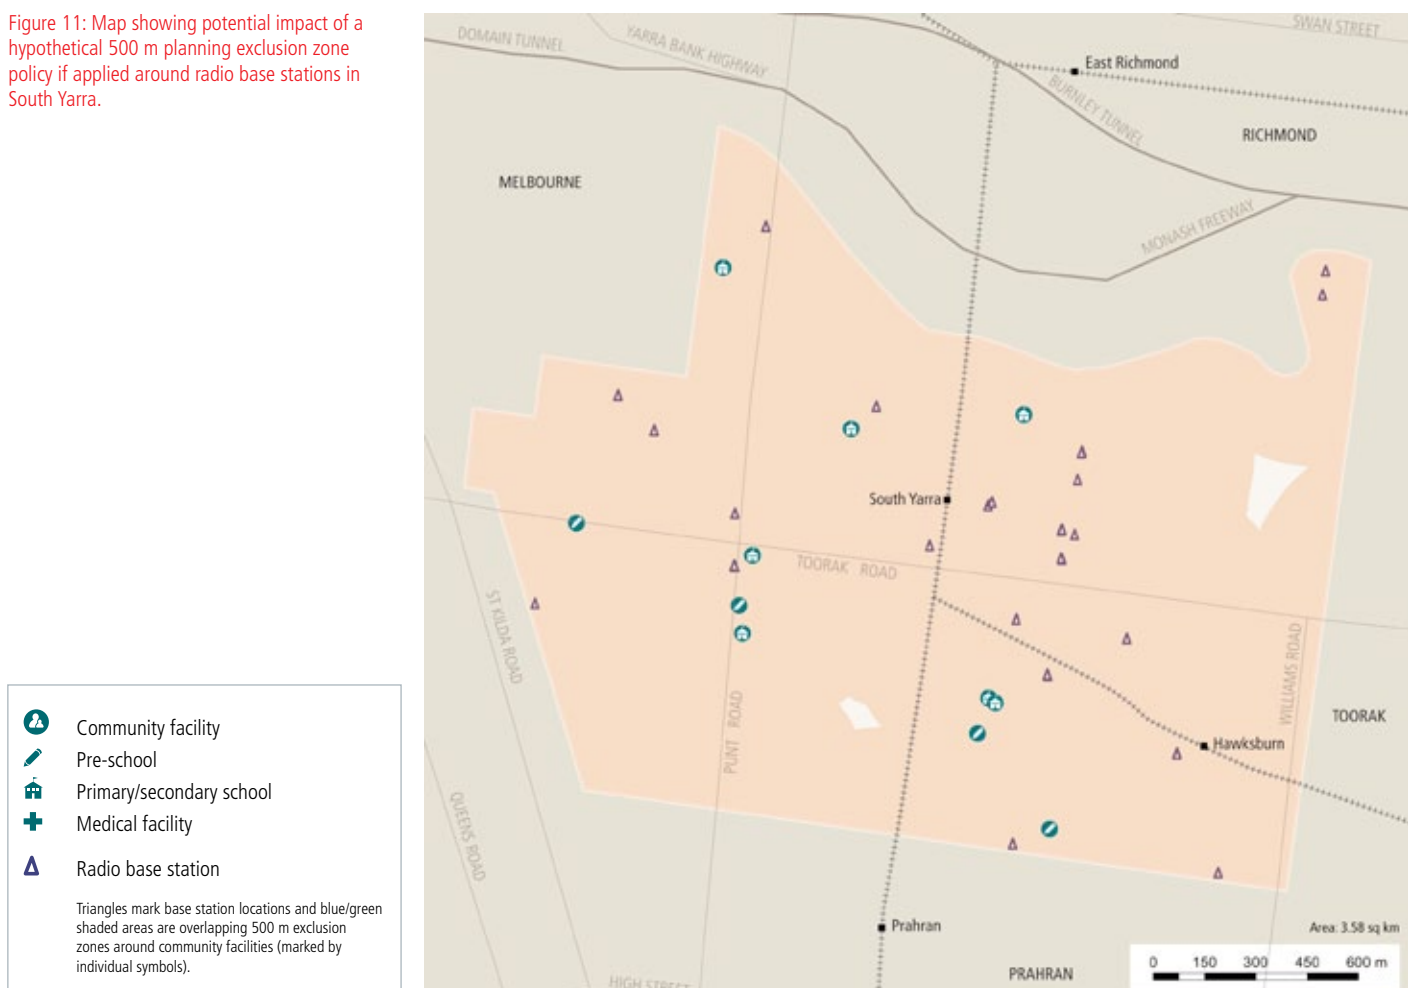 Figure 11: Map showing potential impact of a
hypothetical 500 m planning exclusion zone
policy if applied around radio base stations in
South Yarra.
SWAN STREET
DOMAIN TUNNEL
YARRA BANK HIGHWAY
East Richmond
BURNLEY TUNNEL
RICHMOND
MELBOURNE
MONASH FREEWAY
South Yarra
TOORAK ROAD
ST KILDA ROAD
WILLIAMS ROAD
PUNT ROAD
TOORAK
Hawksburn
QUEENS ROAD
Prahran
Area: 3.58 sq km
PRAHRAN
HIGH STREET
0 150 300 450 600 m
Community facility
Pre-school
Primary/secondary school
Medical facility
Radio base station
Triangles mark base station locations and blue/green
shaded areas are overlapping 500 m exclusion
zones around community facilities (marked by
individual symbols).